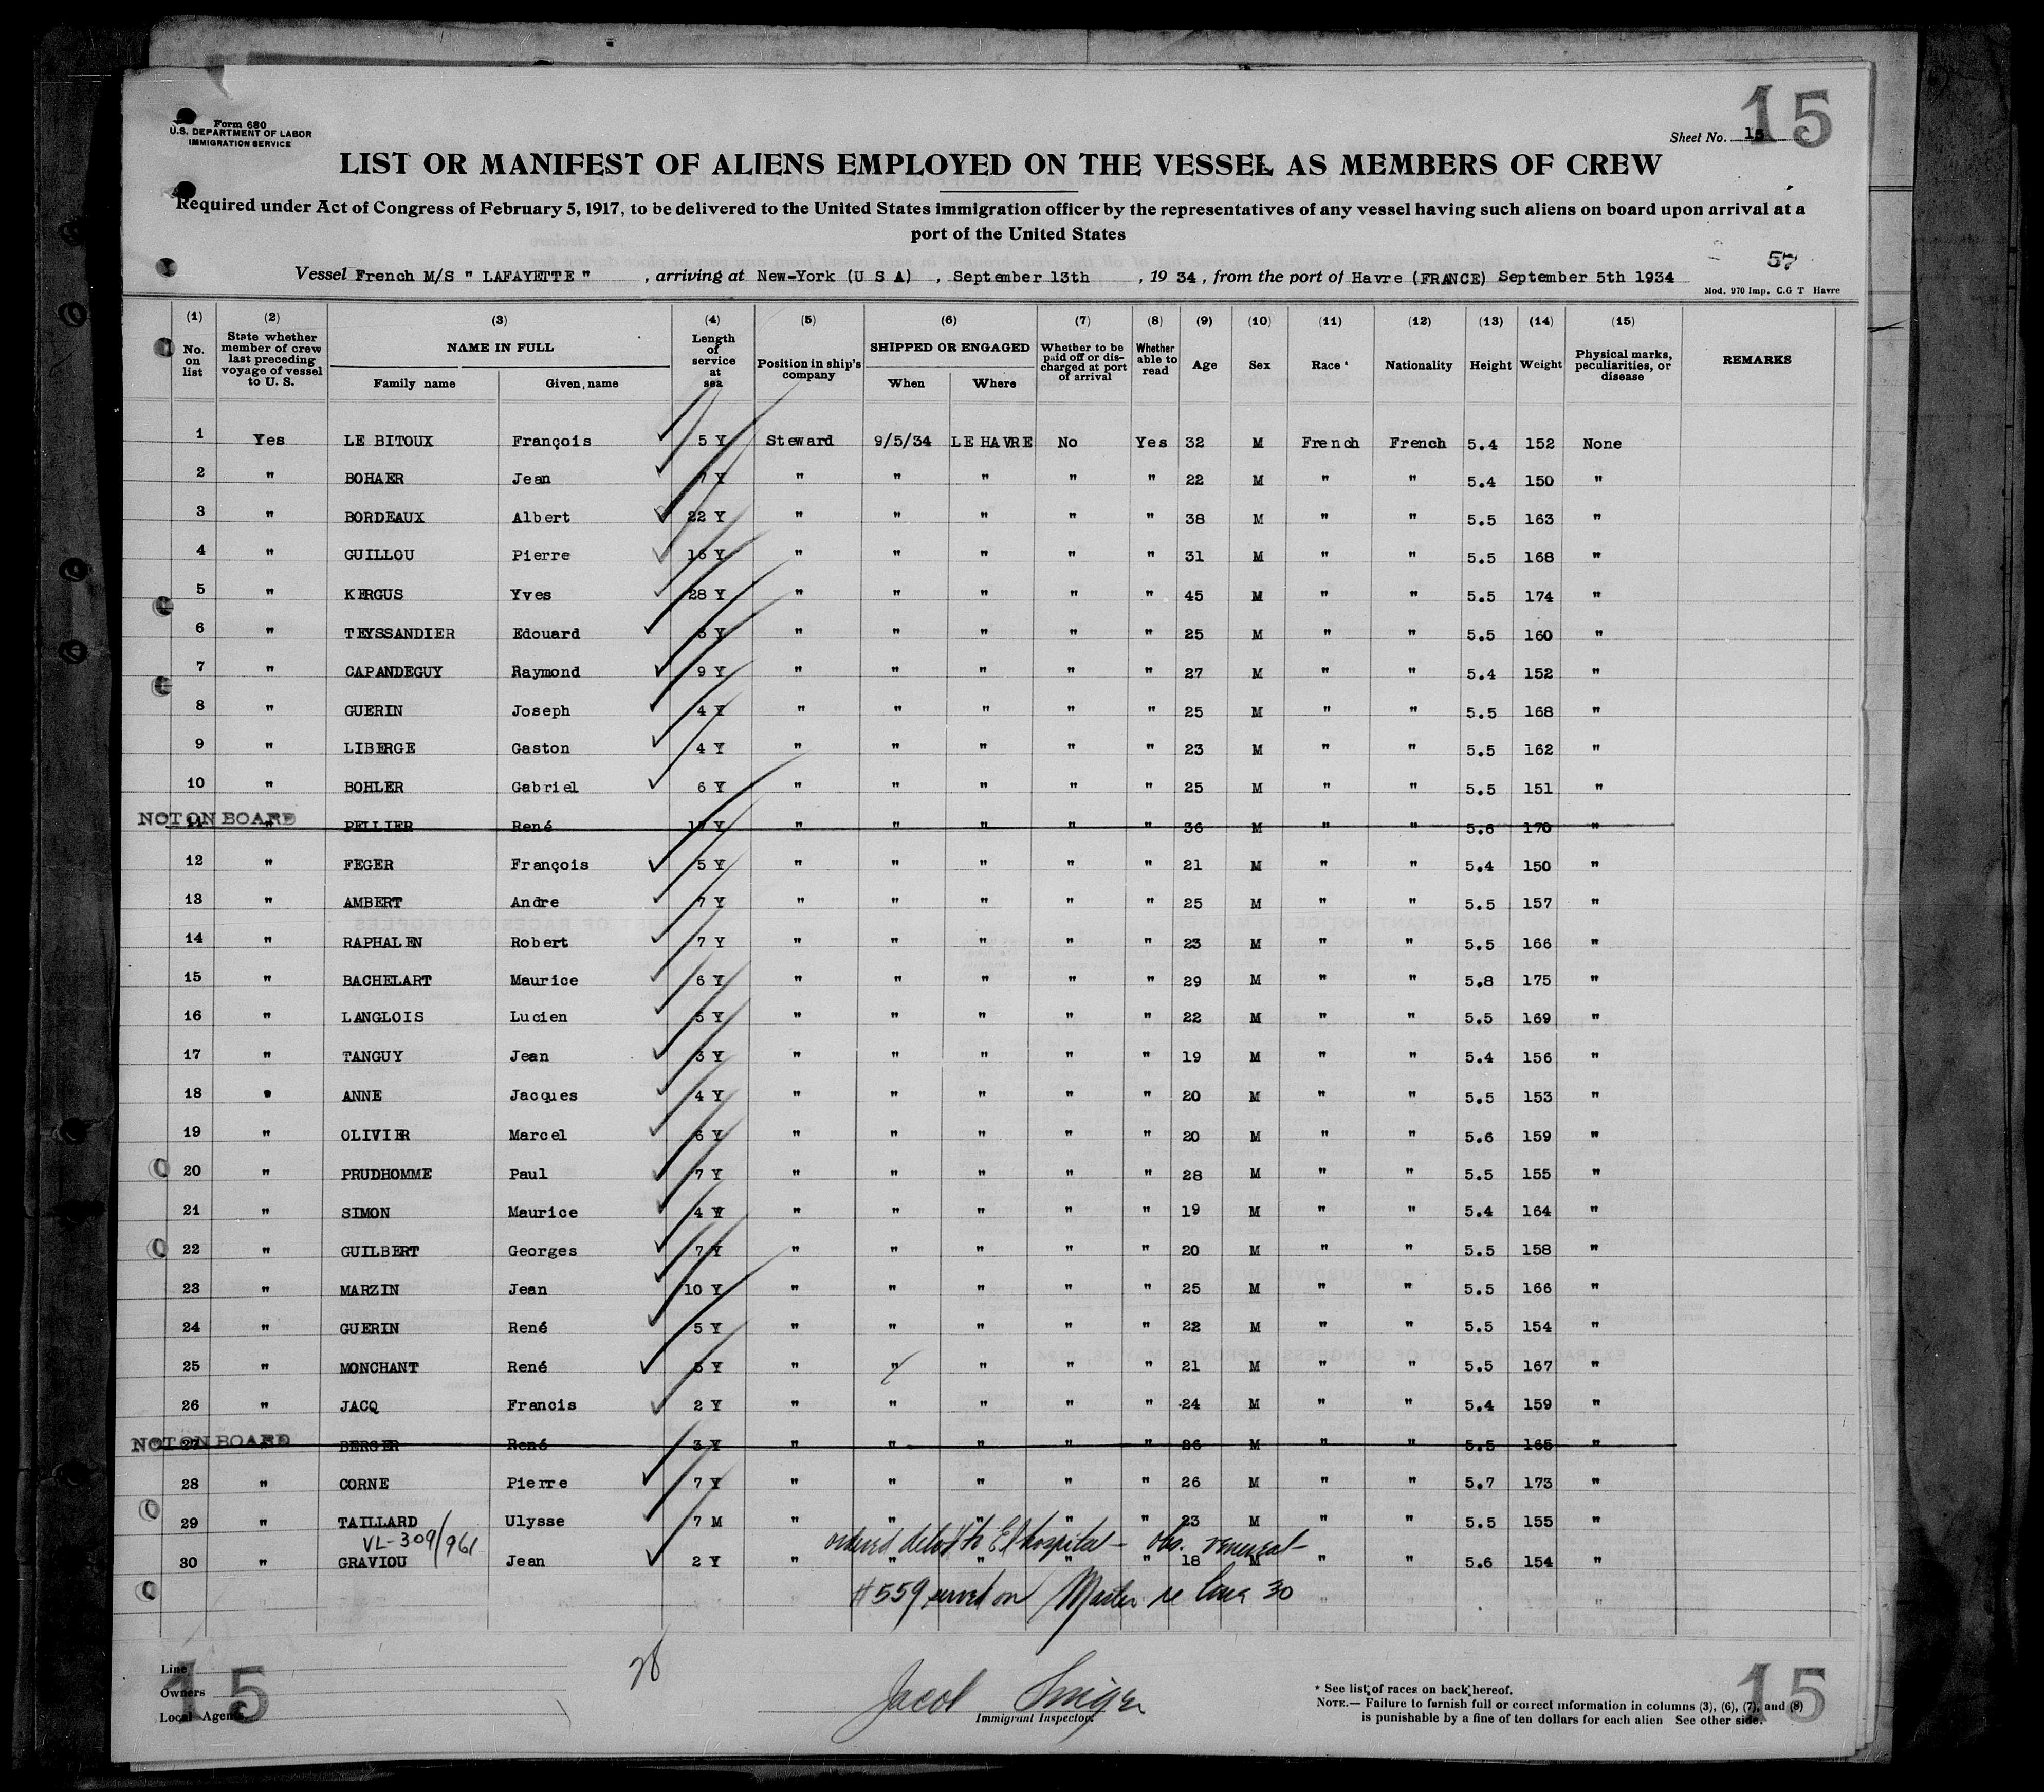 15
Form 680
U.S. DEPARTMENT OF LABOR
IMMIGRATION SERVICE
Sheet No. 15
LIST OR MANIFEST OF ALIENS EMPLOYED ON THE VESSEL AS MEMBERS OF CREW
Required under Act of Congress of February 5, 1917, to be delivered to the United States immigration officer by the representatives of any vessel having such aliens on board upon arrival at a
port of the United States
57
Vessel French M/S " LAFAYETTE " , arriving at New-York (U S A) , September 13th , 19 34 , from the port of Havre (FRANCE) September 5th 1934
Mod. 970 Imp. C.G T Havre
(1) No. on list (2) State whether member of crew last preceding voyage of vessel to U. S. (3) NAME IN FULL Family name Given name (4) Length of service at sea (5) Position in ship's company (6) SHIPPED OR ENGAGED When Where (7) Whether to be paid off or discharged at port of arrival (8) Whether able to read (9) Age (10) Sex (11) Race * (12) Nationality (13) Height (14) Weight (15) Physical marks, peculiarities, or disease REMARKS
1 Yes LE BITOUX François 5 Y Steward 9/5/34 LE HAVRE No Yes 32 M French French 5.4 152 None
2 " BOHAER Jean 7 Y " " " " " 22 M " " 5.4 150 "
3 " BORDEAUX Albert 22 Y " " " " " 38 M " " 5.5 163 "
4 " GUILLOU Pierre 16 Y " " " " " 31 M " " 5.5 168 "
5 " KERGUS Yves 28 Y " " " " " 45 M " " 5.5 174 "
6 " TEYSSANDIER Edouard Y " " " " " 25 M " " 5.5 160 "
7 " CAPANDEGUY Raymond 9 Y " " " " " 27 M " " 5.4 152 "
8 " GUERIN Joseph 4 Y " " " " " 25 M " " 5.5 168 "
9 " LIBERGE Gaston 4 Y " " " " " 23 M " " 5.5 162 "
10 " BOHLER Gabriel 6 Y " " " " " 25 M " " 5.5 151 "
NOT ON BOARD 11 " PELLIER René 17 Y " " " " " 36 M " " 5.6 170 "
12 " FEGER François 5 Y " " " " " 21 M " " 5.4 150 "
13 " AMBERT Andre 7 Y " " " " " 25 M " " 5.5 157 "
14 " RAPHALEN Robert 7 Y " " " " " 23 M " " 5.5 166 "
15 " BACHELART Maurice 6 Y " " " " " 29 M " " 5.8 175 "
16 " LANGLOIS Lucien 5 Y " " " " " 22 M " " 5.5 169 "
17 " TANGUY Jean 3 Y " " " " " 19 M " " 5.4 156 "
18 " ANNE Jacques 4 Y " " " " " 20 M " " 5.5 153 "
19 " OLIVIER Marcel 6 Y " " " " " 20 M " " 5.6 159 "
20 " PRUDHOMME Paul 7 Y " " " " " 28 M " " 5.5 155 "
21 " SIMON Maurice 4 Y " " " " " 19 M " " 5.4 164 "
22 " GUILBERT Georges 7 Y " " " " " 20 M " " 5.5 158 "
23 " MARZIN Jean 10 Y " " " " " 25 M " " 5.5 166 "
24 " GUERIN René 5 Y " " " " " 22 M " " 5.5 154 "
25 " MONCHANT René Y " " " " " 21 M " " 5.5 167 "
26 " JACQ Francis 2 Y " " " " " 24 M " " 5.4 159 "
NOT ON BOARD 27 " BERGER René 3 Y " " " " " 26 M " " 5.5 165 "
28 " CORNE Pierre 7 Y " " " " " 26 M " " 5.7 173 "
29 " TAILLARD Ulysse 7 M " " " " " 23 M " " 5.5 155 "
VL-309/961 ordered to EI hospital - obs. venereal -
30 " GRAVIOU Jean 2 Y " " " " " 18 M " " 5.6 154 "
#559 served on Master re line 30
28
Line
Owners
Local Agents
15
Jacob
Immigrant Inspector.
* See list of races on back hereof.
NOTE.— Failure to furnish full or correct information in columns (3), (6), (7), and (8)
is punishable by a fine of ten dollars for each alien See other side.
15